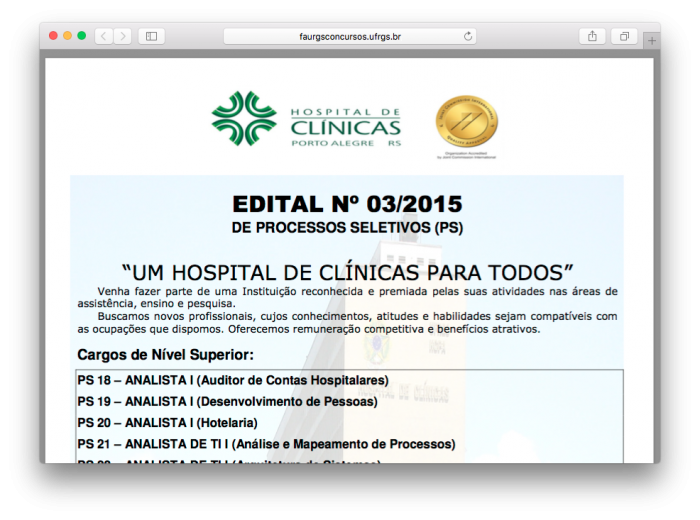 faurgsconcursos.ufrgs.br
HOSPITAL DE
CLÍNICAS
PORTO ALEGRE RS
Organization Accredited
by Joint Commission International
EDITAL Nº 03/2015
DE PROCESSOS SELETIVOS (PS)
“UM HOSPITAL DE CLÍNICAS PARA TODOS”
Venha fazer parte de uma Instituição reconhecida e premiada pelas suas atividades nas áreas de
assistência, ensino e pesquisa.
Buscamos novos profissionais, cujos conhecimentos, atitudes e habilidades sejam compatíveis com
as ocupações que dispomos. Oferecemos remuneração competitiva e benefícios atrativos.
Cargos de Nível Superior:
PS 18 – ANALISTA I (Auditor de Contas Hospitalares)
PS 19 – ANALISTA I (Desenvolvimento de Pessoas)
PS 20 – ANALISTA I (Hotelaria)
PS 21 – ANALISTA DE TI I (Análise e Mapeamento de Processos)
PS 22 – ANALISTA DE TI I (Arquitetura de Sistemas)
HOSPITAL DE CLÍNICAS